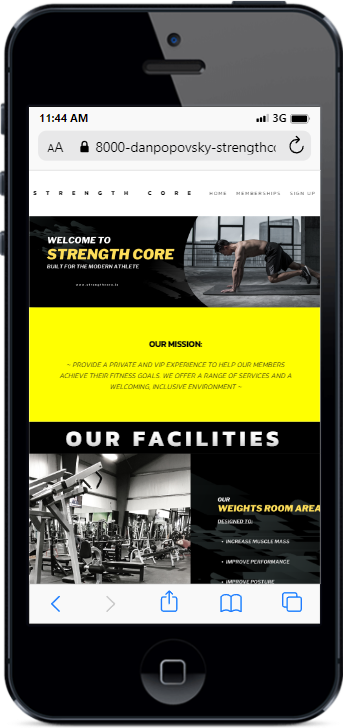 11:44 AM 3G
AA 8000-danpopovsky-strengthco
STRENGTH CORE HOME MEMBERSHIPS SIGN UP
WELCOME TO
STRENGTH CORE
BUILT FOR THE MODERN ATHLETE
OUR MISSION:
~ PROVIDE A PRIVATE AND VIP EXPERIENCE TO HELP OUR MEMBERS
ACHIEVE THEIR FITNESS GOALS. WE OFFER A RANGE OF SERVICES AND A
WELCOMING, INCLUSIVE ENVIRONMENT ~
OUR FACILITIES
OUR
WEIGHTS ROOM AREA
DESIGNED TO:
• INCREASE MUSCLE MASS
• IMPROVE PERFORMANCE
• IMPROVE POSTURE